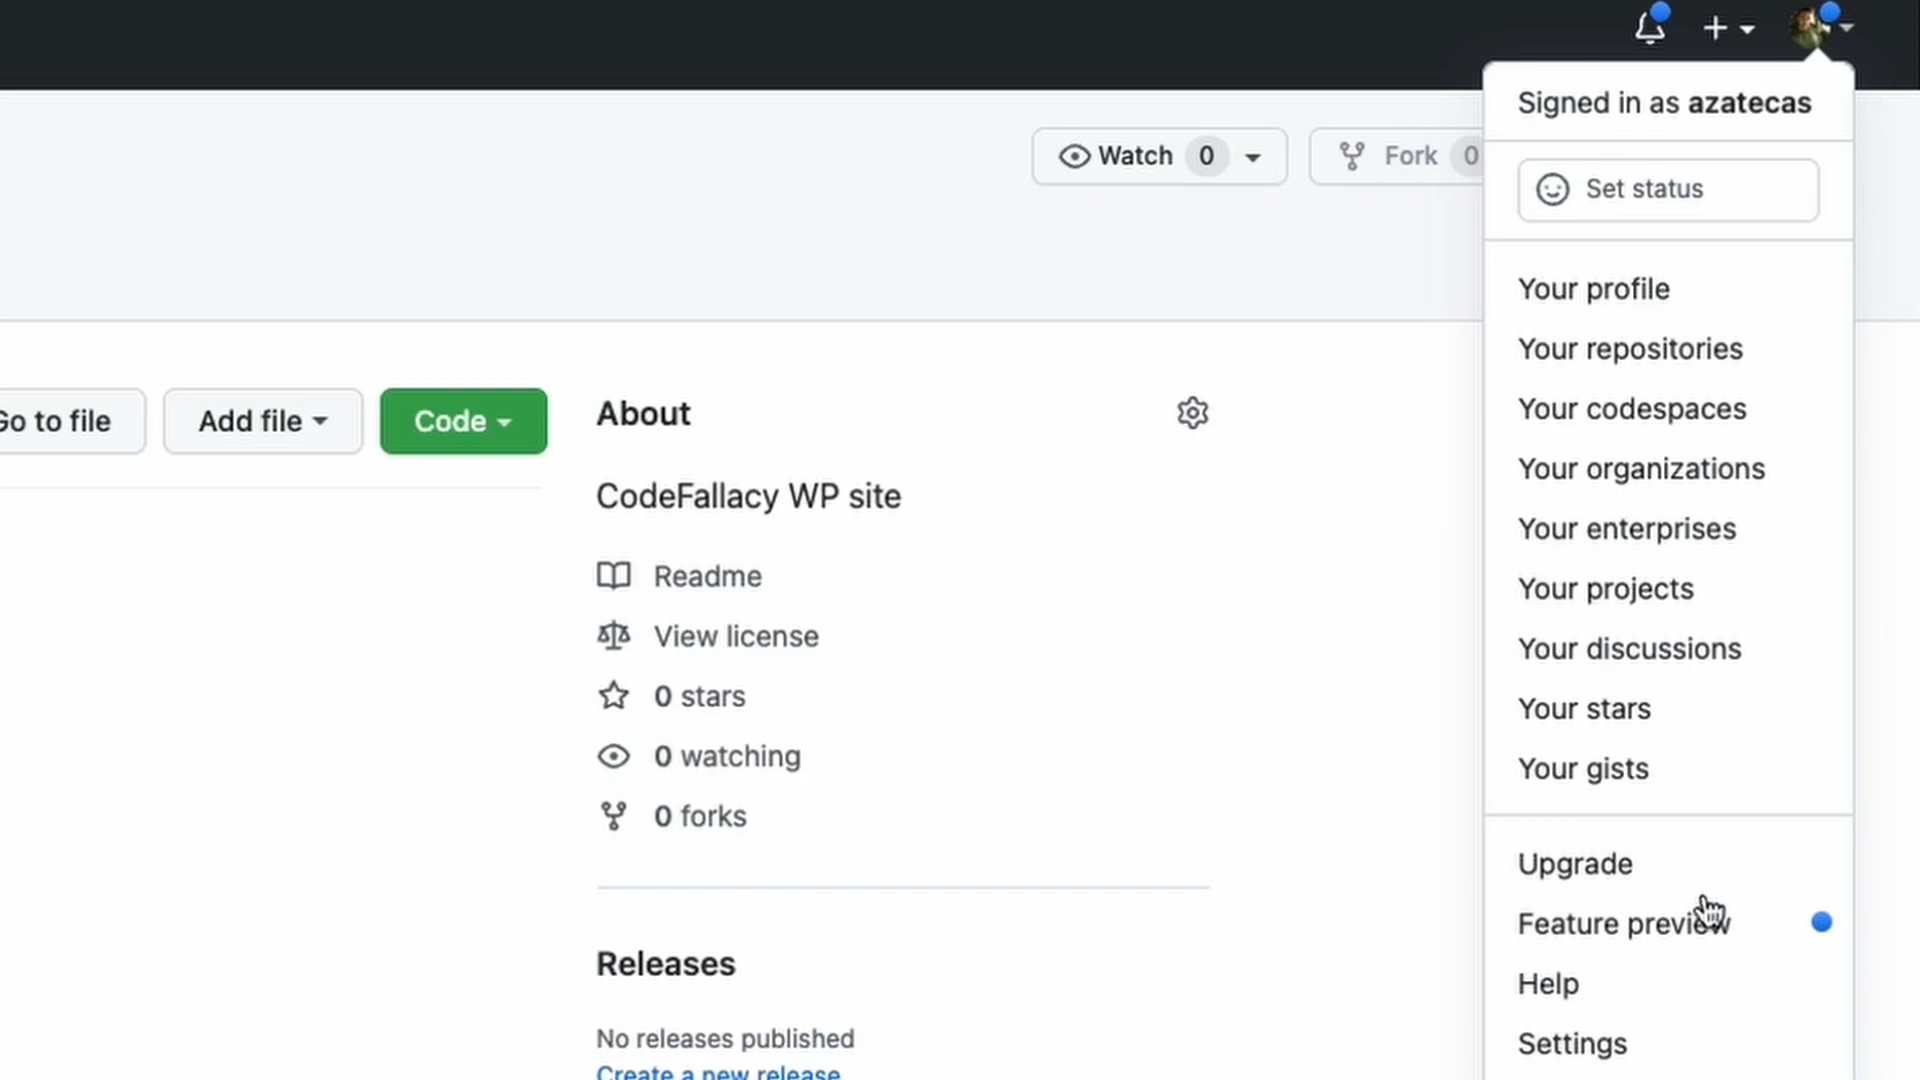 Signed in as azatecas
Watch 0
Fork 0
Set status
Your profile
Your repositories
Your codespaces
Your organizations
Your enterprises
Your projects
Your discussions
Your stars
Your gists
Upgrade
Feature preview
Help
Settings
Go to file
Add file
Code
About
CodeFallacy WP site
Readme
View license
0 stars
0 watching
0 forks
Releases
No releases published
Create a new release